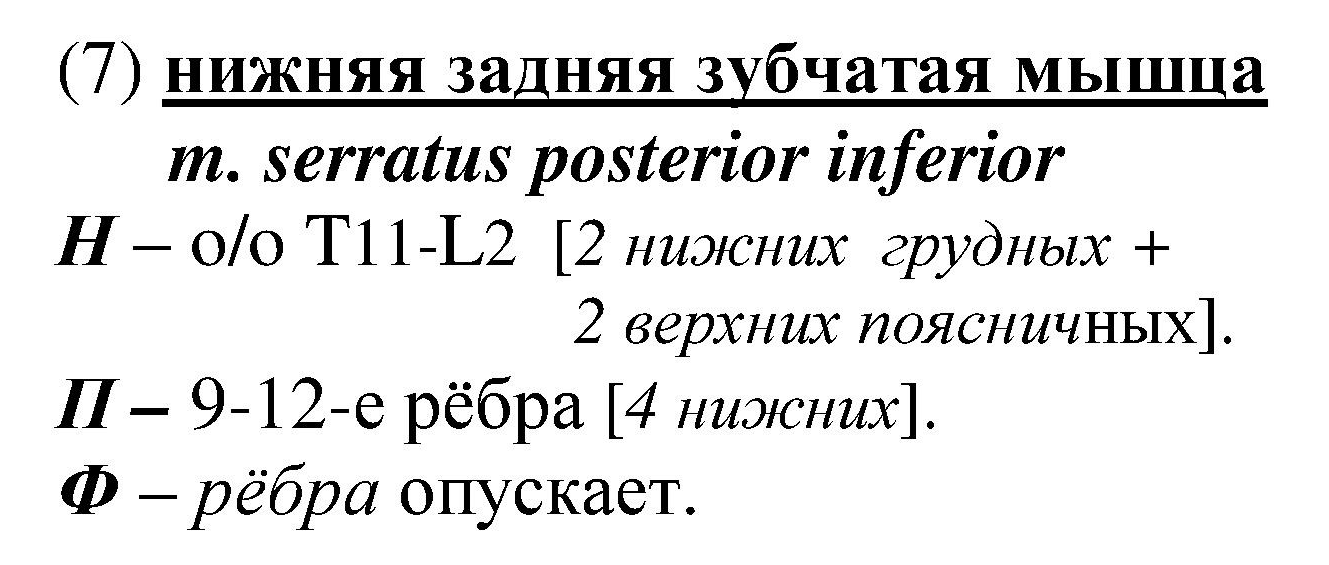 (7) нижняя задняя зубчатая мышца
m. serratus posterior inferior
Н – о/о T11-L2 [2 нижних грудных +
2 верхних поясничных].
П – 9-12-е рёбра [4 нижних].
Ф – рёбра опускает.